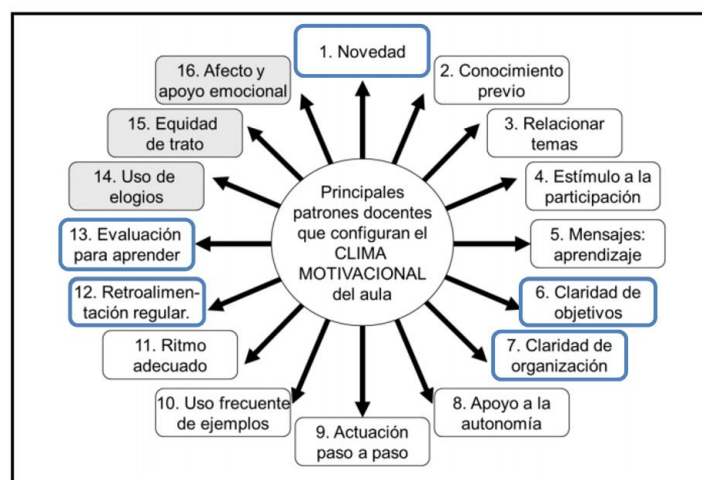 Principales
patrones docentes
que configuran el
CLIMA
MOTIVACIONAL
del aula
1. Novedad
2. Conocimiento
previo
3. Relacionar
temas
4. Estímulo a la
participación
5. Mensajes:
aprendizaje
6. Claridad de
objetivos
7. Claridad de
organización
8. Apoyo a la
autonomía
9. Actuación
paso a paso
10. Uso frecuente
de ejemplos
11. Ritmo
adecuado
12. Retroalimen-
tación regular.
13. Evaluación
para aprender
14. Uso de
elogios
15. Equidad
de trato
16. Afecto y
apoyo emocional